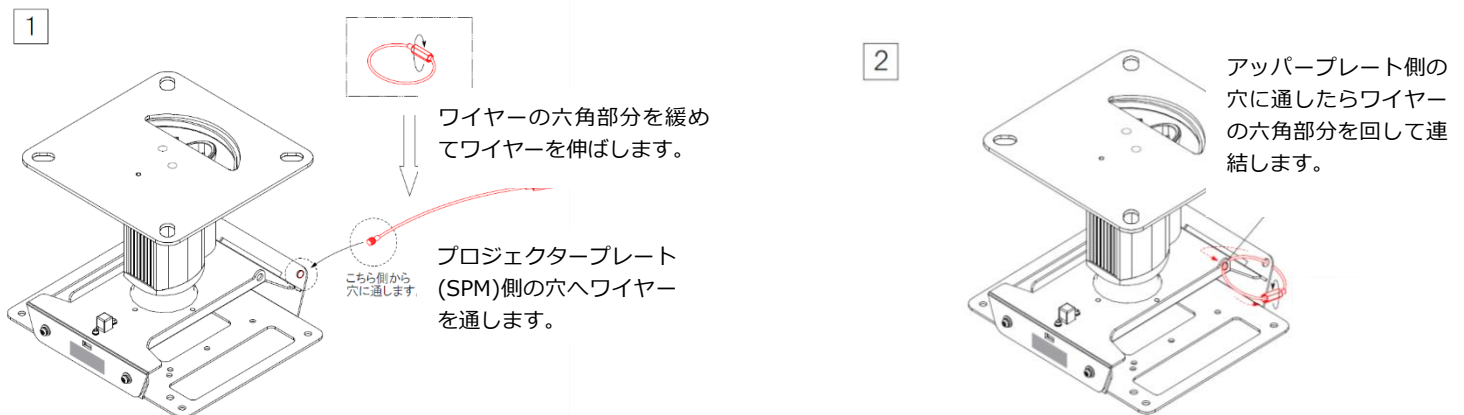 1
ワイヤーの六角部分を緩め
てワイヤーを伸ばします。
こちら側から
穴に通します
プロジェクタープレート
(SPM)側の穴へワイヤー
を通します。
2
アッパープレート側の
穴に通したらワイヤー
の六角部分を回して連
結します。